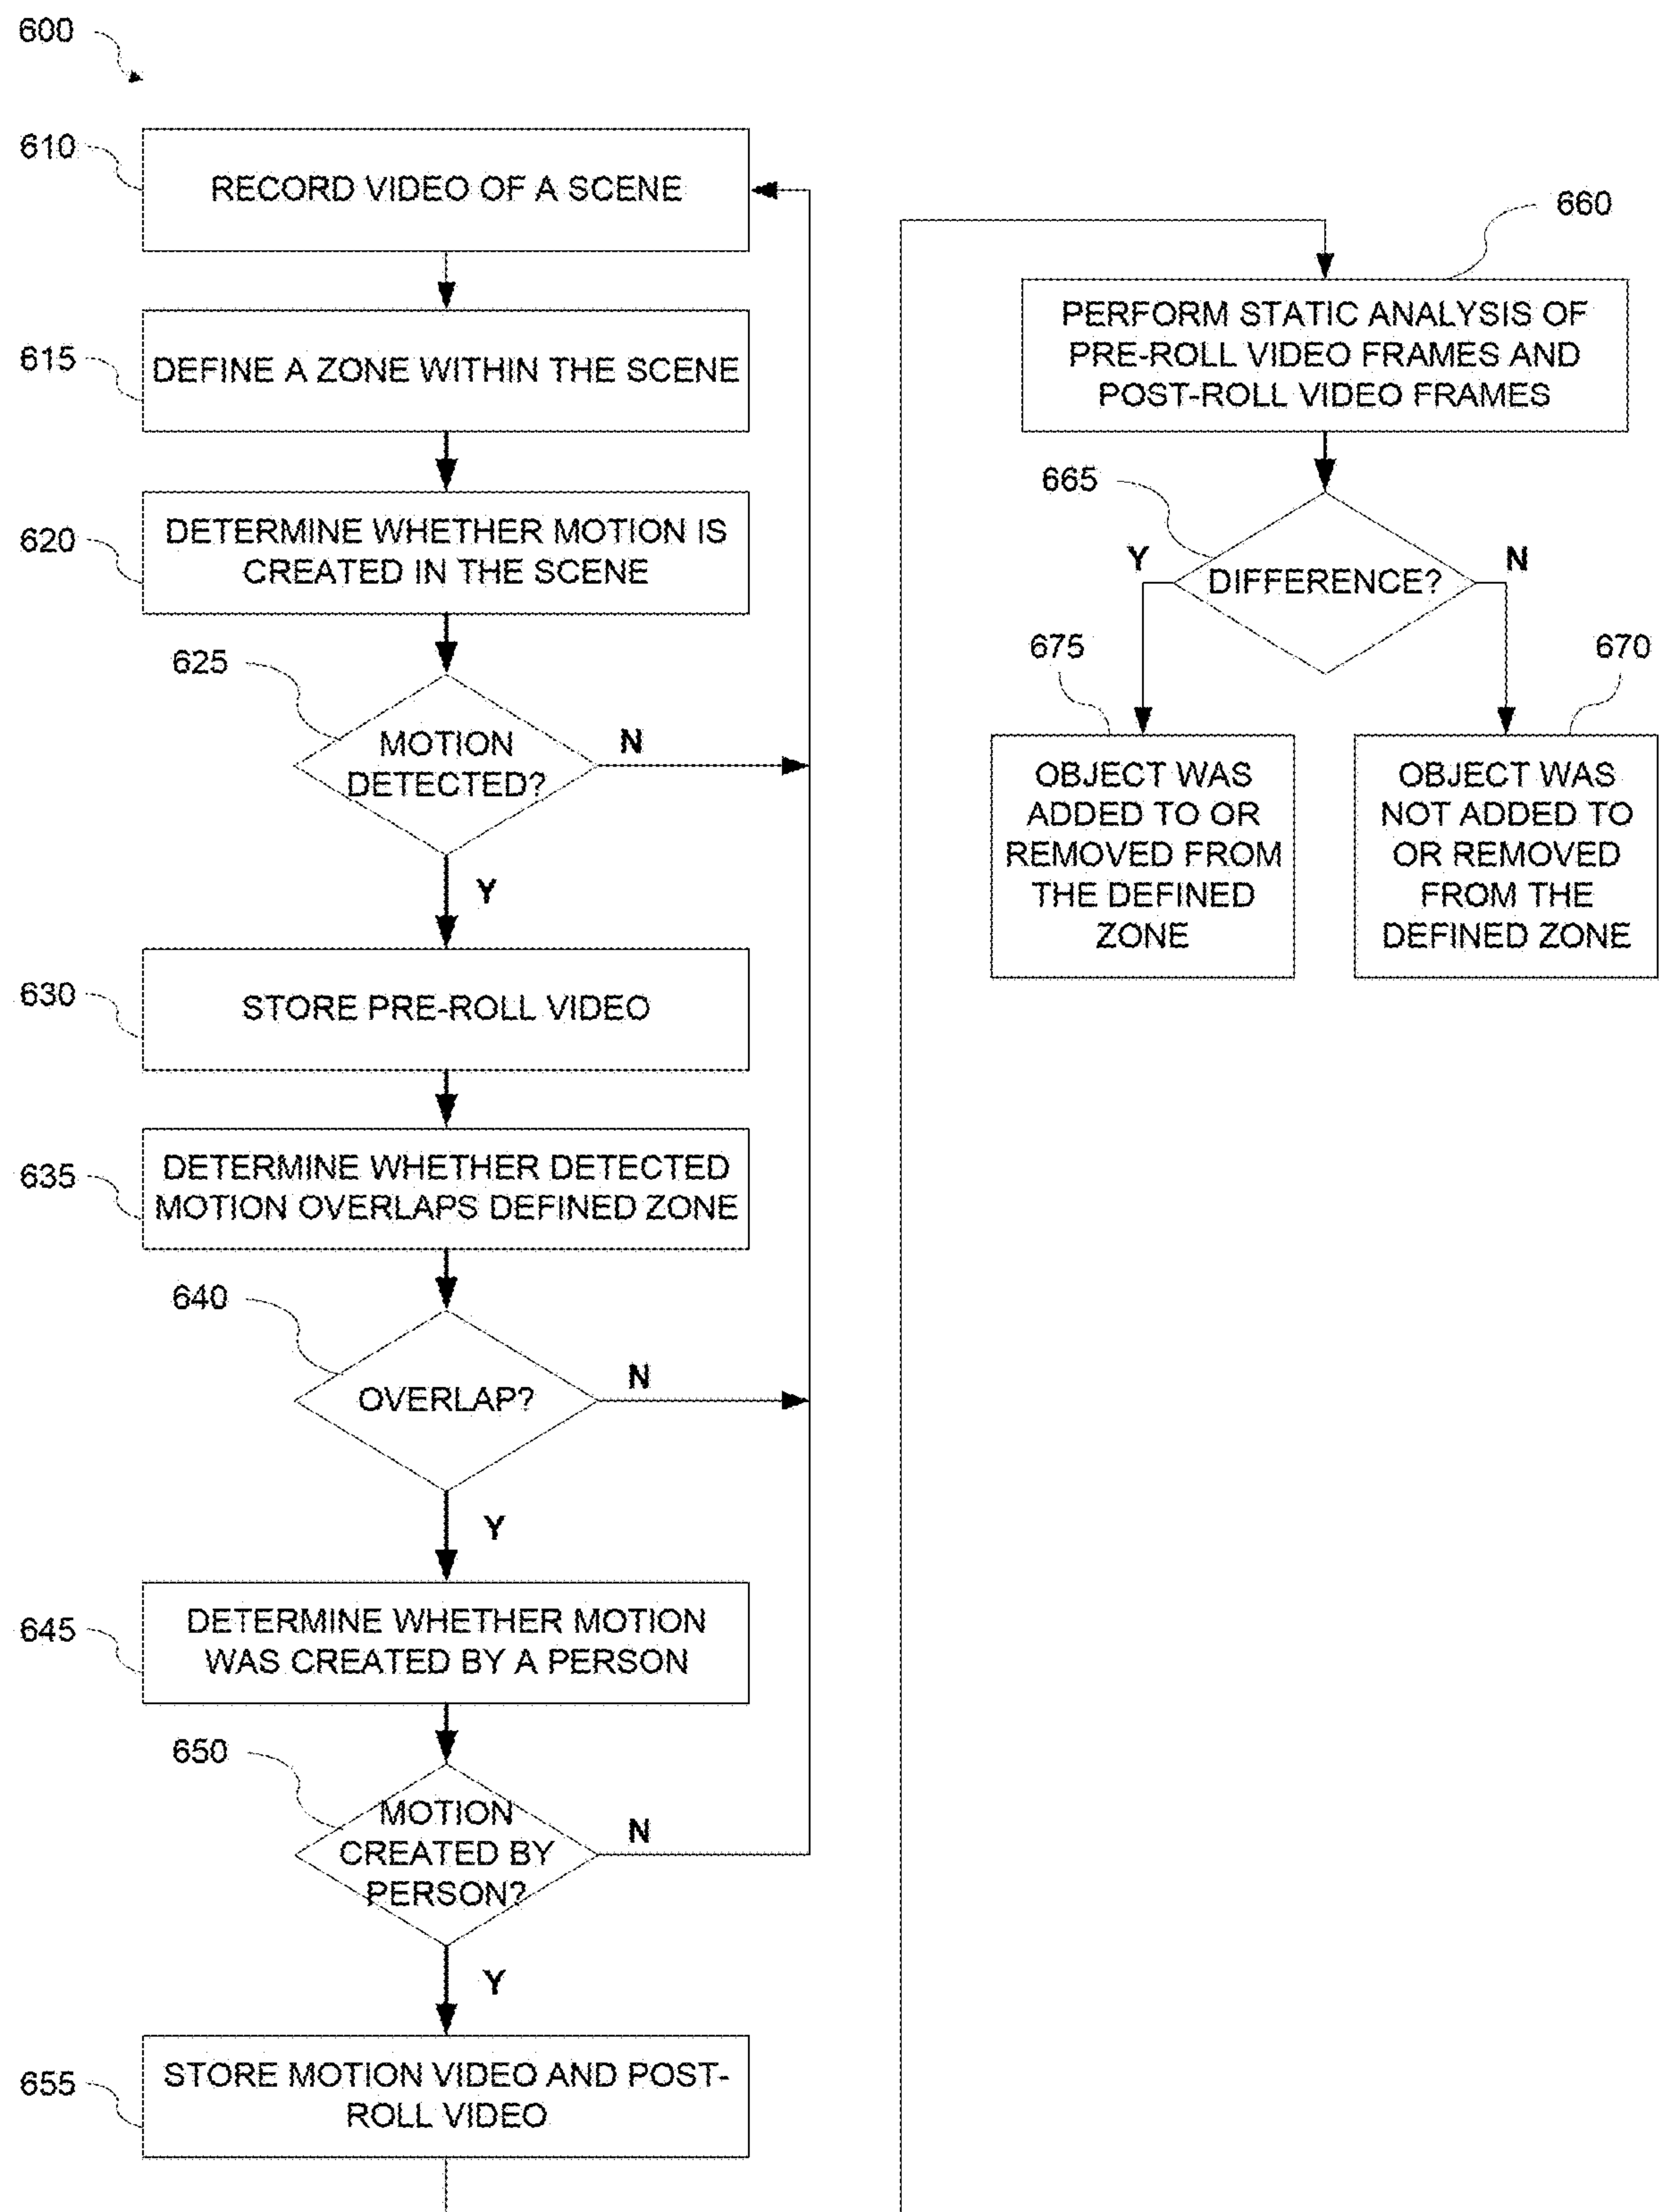 600
610
RECORD VIDEO OF A SCENE
615
DEFINE A ZONE WITHIN THE SCENE
620
DETERMINE WHETHER MOTION IS
CREATED IN THE SCENE
625
MOTION
DETECTED?
N
Y
630
STORE PRE-ROLL VIDEO
635
DETERMINE WHETHER DETECTED
MOTION OVERLAPS DEFINED ZONE
640
OVERLAP?
N
Y
645
DETERMINE WHETHER MOTION
WAS CREATED BY A PERSON
650
MOTION
CREATED BY
PERSON?
N
Y
655
STORE MOTION VIDEO AND POST-
ROLL VIDEO
660
PERFORM STATIC ANALYSIS OF
PRE-ROLL VIDEO FRAMES AND
POST-ROLL VIDEO FRAMES
665
DIFFERENCE?
Y
N
675
OBJECT WAS
ADDED TO OR
REMOVED FROM
THE DEFINED
ZONE
670
OBJECT WAS
NOT ADDED TO
OR REMOVED
FROM THE
DEFINED ZONE